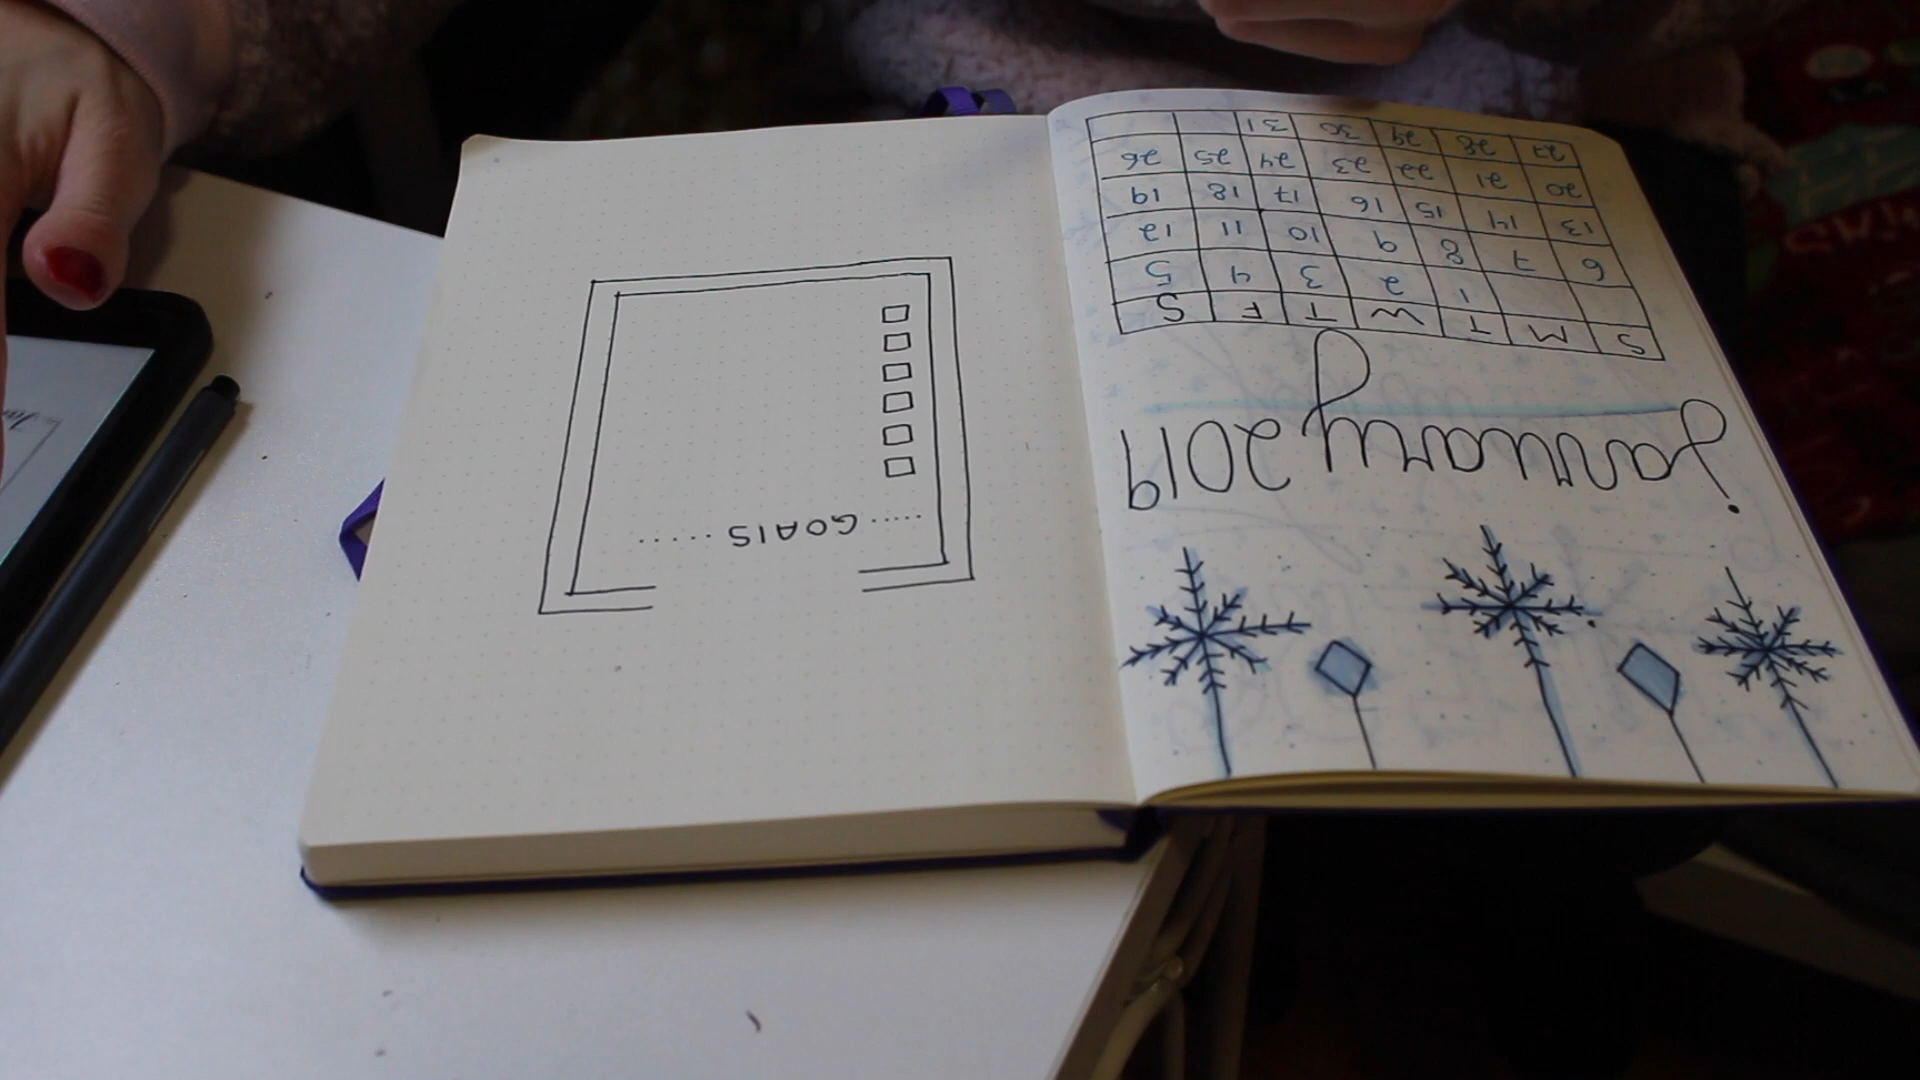 january 2019
S M T W T F S
1 2 3 4 5
6 7 8 9 10 11 12
13 14 15 16 17 18 19
20 21 22 23 24 25 26
27 28 29 30 31
..... GOAlS .....